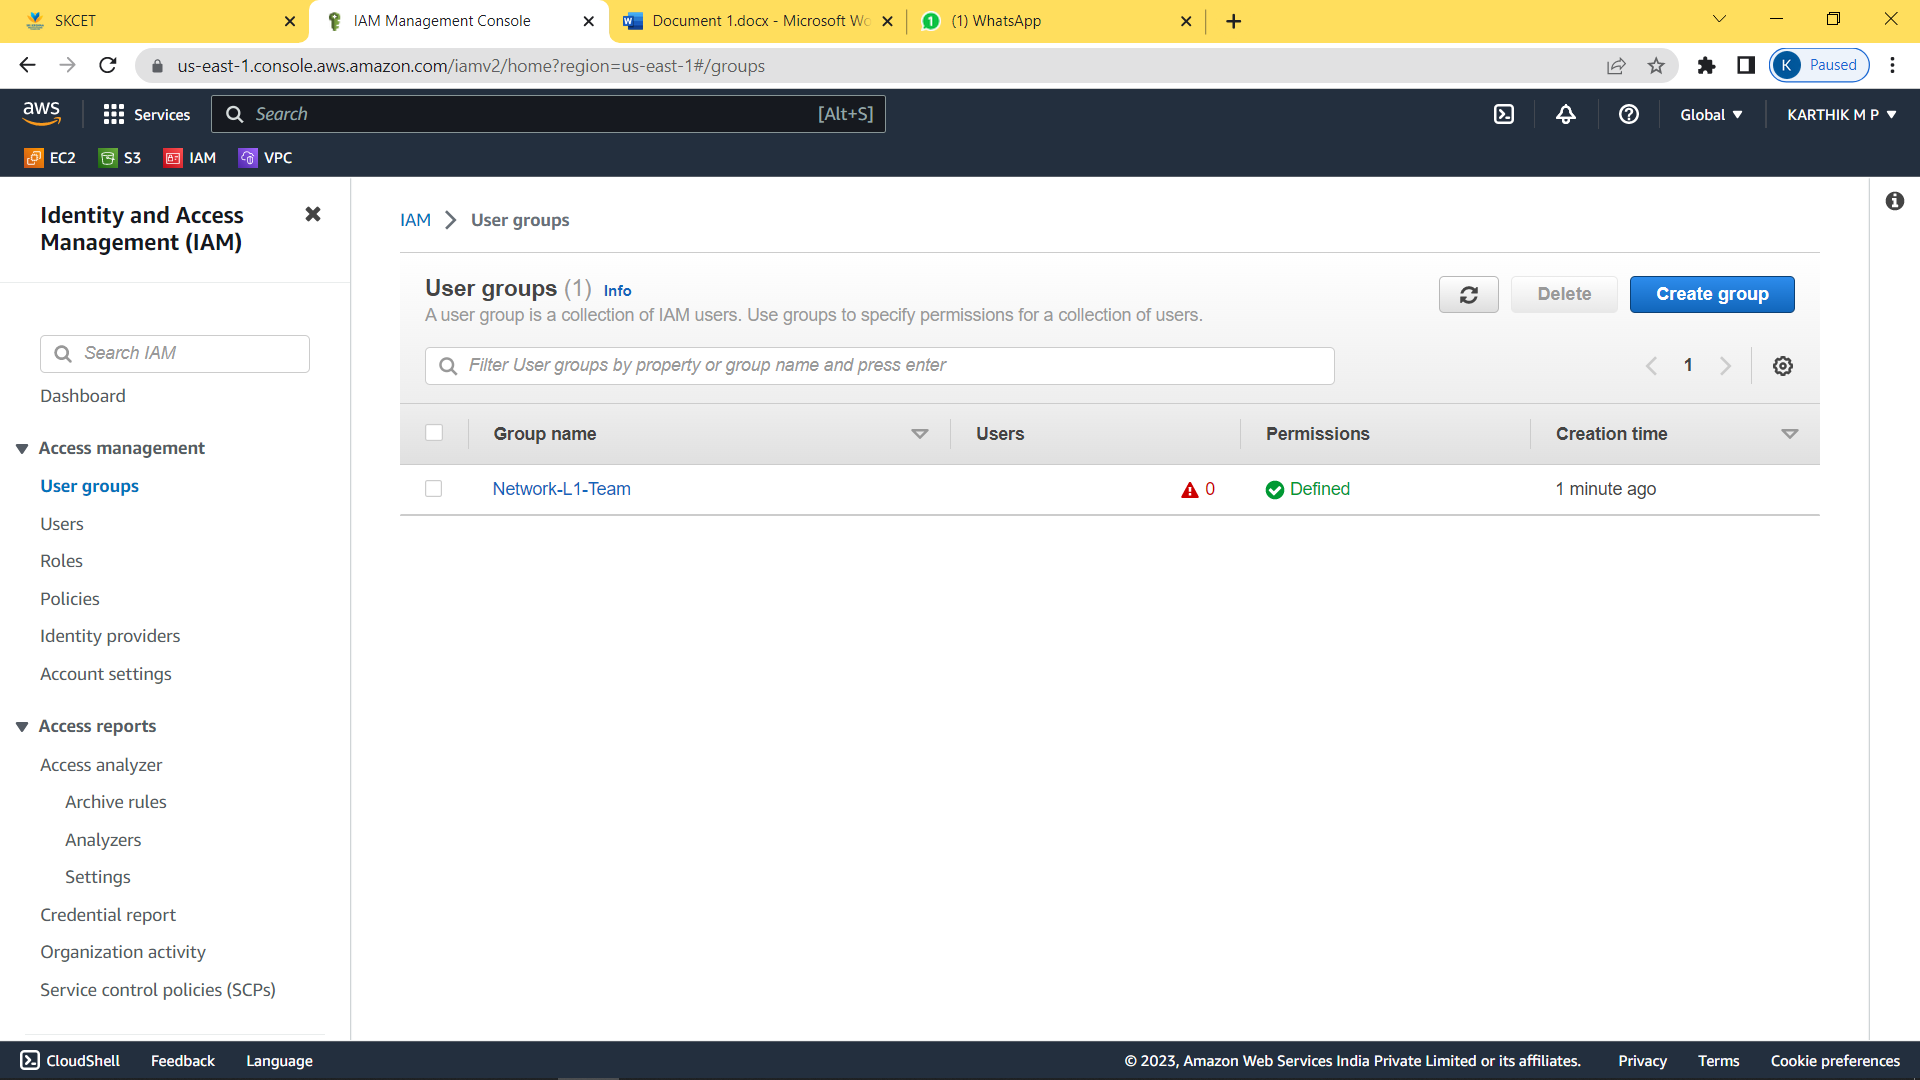 SKCET
IAM Management Console
Document 1.docx - Microsoft Wo
(1) WhatsApp
us-east-1.console.aws.amazon.com/iamv2/home?region=us-east-1#/groups
K Paused
aws
Services
Search [Alt+S]
Global
KARTHIK M P
EC2
S3
IAM
VPC
Identity and Access Management (IAM)
Search IAM
Dashboard
Access management
User groups
Users
Roles
Policies
Identity providers
Account settings
Access reports
Access analyzer
Archive rules
Analyzers
Settings
Credential report
Organization activity
Service control policies (SCPs)
IAM > User groups
User groups (1) Info
A user group is a collection of IAM users. Use groups to specify permissions for a collection of users.
Delete
Create group
Filter User groups by property or group name and press enter
1
Group name Users Permissions Creation time
Network-L1-Team 0 Defined 1 minute ago
CloudShell Feedback Language
© 2023, Amazon Web Services India Private Limited or its affiliates. Privacy Terms Cookie preferences